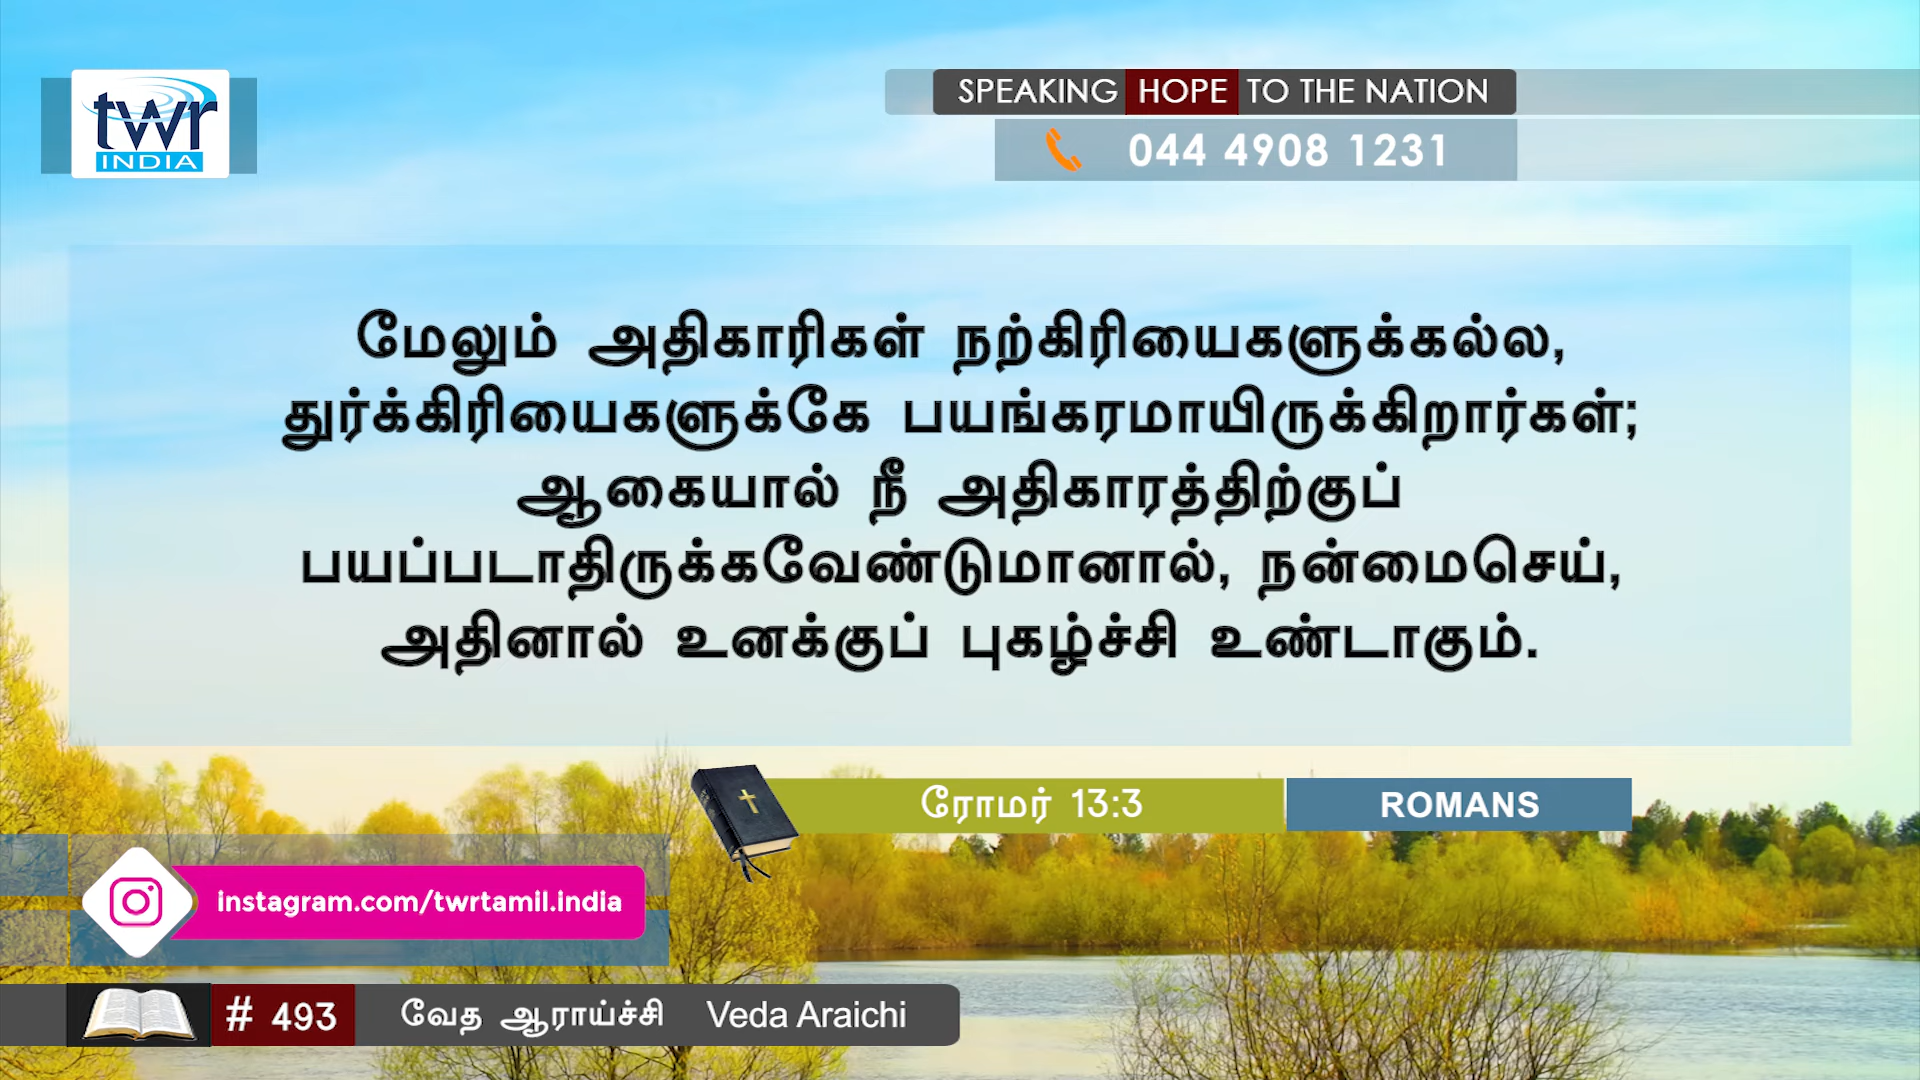 twr
INDIA
SPEAKING HOPE TO THE NATION
044 4908 1231
மேலும் அதிகாரிகள் நற்கிரியைகளுக்கல்ல,
துர்க்கிரியைகளுக்கே பயங்கரமாயிருக்கிறார்கள்;
ஆகையால் நீ அதிகாரத்திற்குப்
பயப்படாதிருக்கவேண்டுமானால், நன்மைசெய்,
அதினால் உனக்குப் புகழ்ச்சி உண்டாகும்.
ரோமர் 13:3 ROMANS
instagram.com/twrtamil.india
# 493 வேத ஆராய்ச்சி Veda Araichi